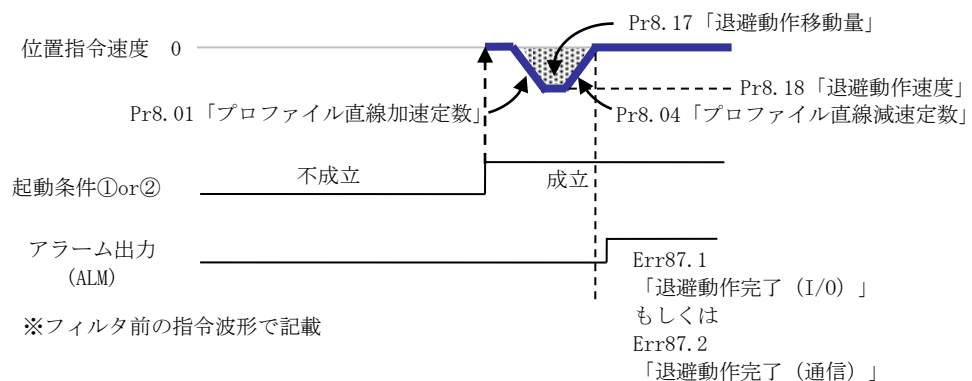 Pr8.17「退避動作移動量」
位置指令速度 0
Pr8.18「退避動作速度」
Pr8.01「プロファイル直線加速定数」
Pr8.04「プロファイル直線減速定数」
不成立
成立
起動条件①or②
アラーム出力
(ALM)
Err87.1
「退避動作完了（I/O）」
もしくは
Err87.2
「退避動作完了（通信）」
※フィルタ前の指令波形で記載